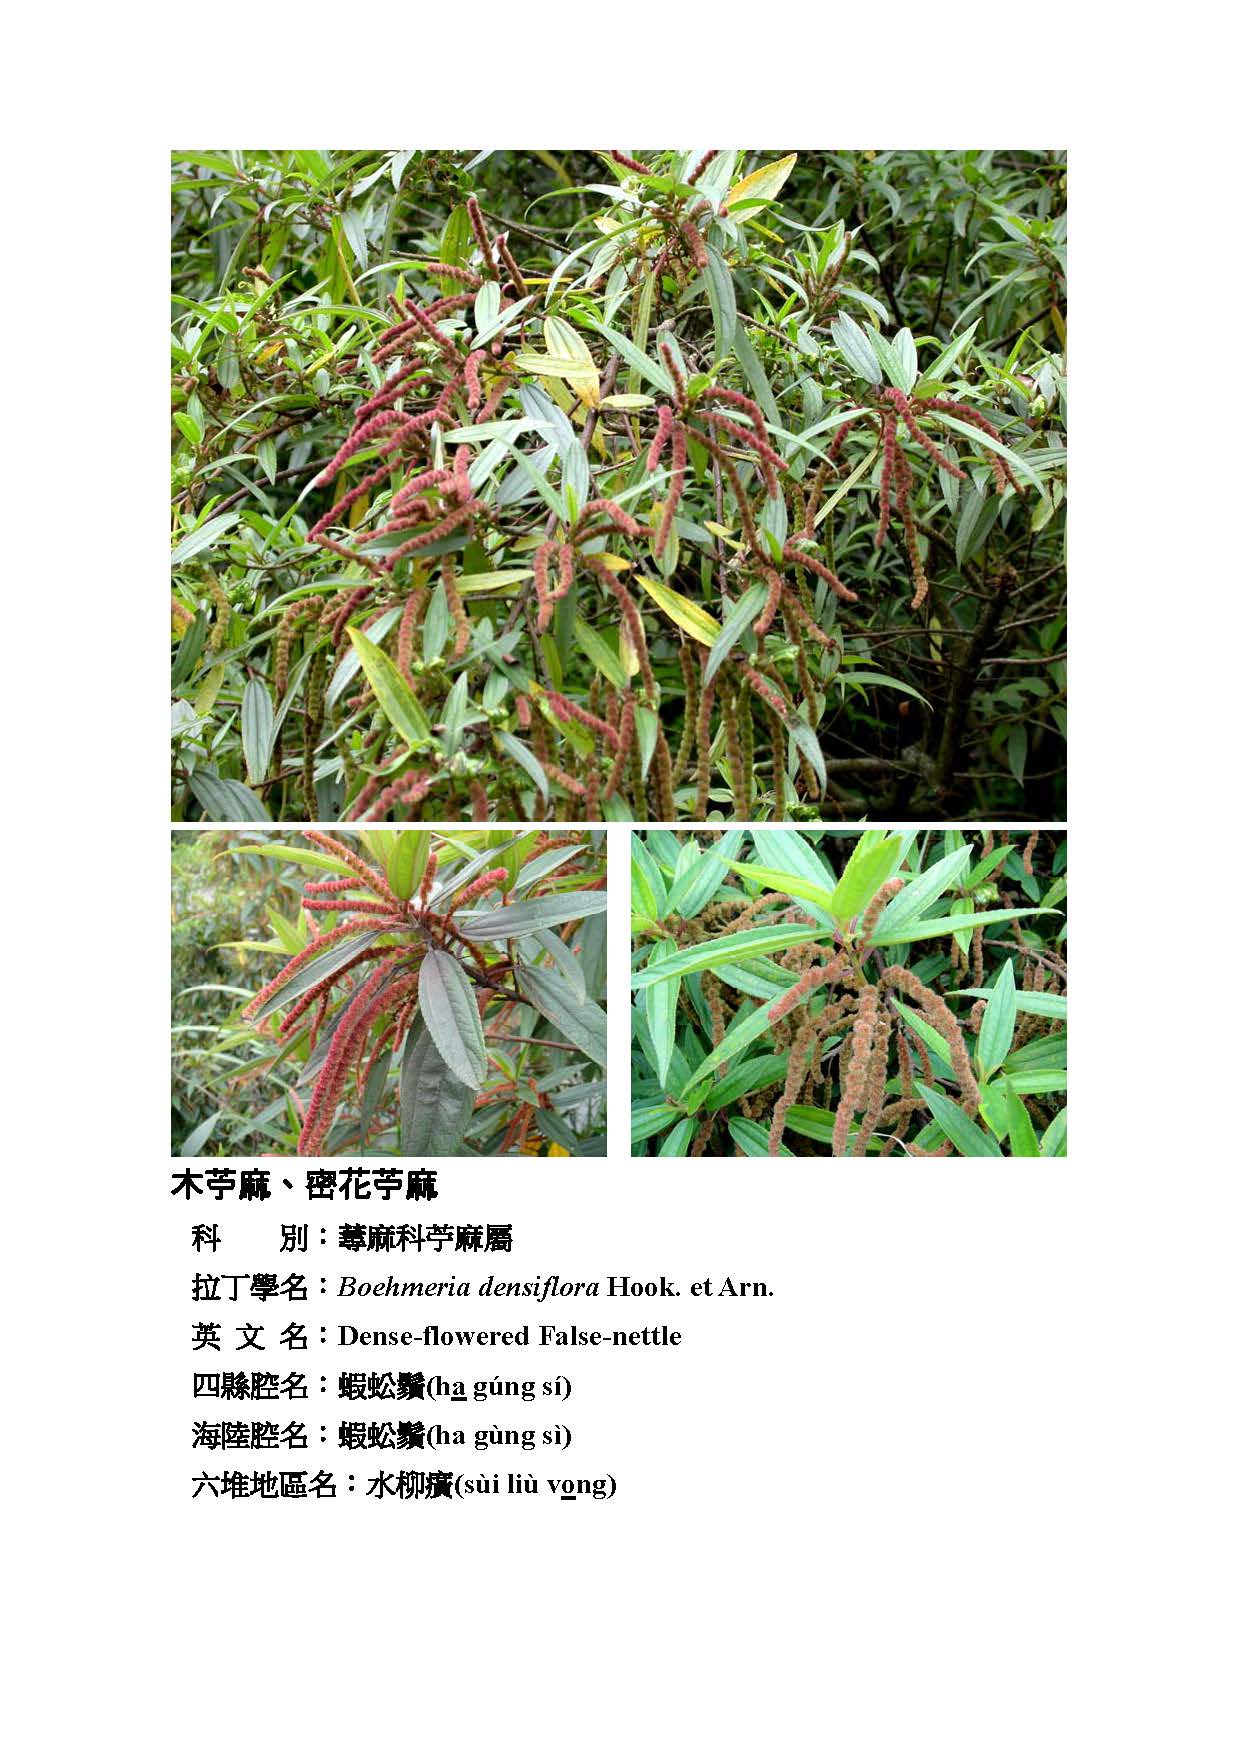 木苧麻、密花苧麻
科　　別：蕁麻科苧麻屬
拉丁學名：Boehmeria densiflora Hook. et Arn.
英 文 名：Dense-flowered False-nettle
四縣腔名：蝦蚣鬚(ha gúng sí)
海陸腔名：蝦蚣鬚(ha gùng sì)
六堆地區名：水柳癀(sùi liù vong)